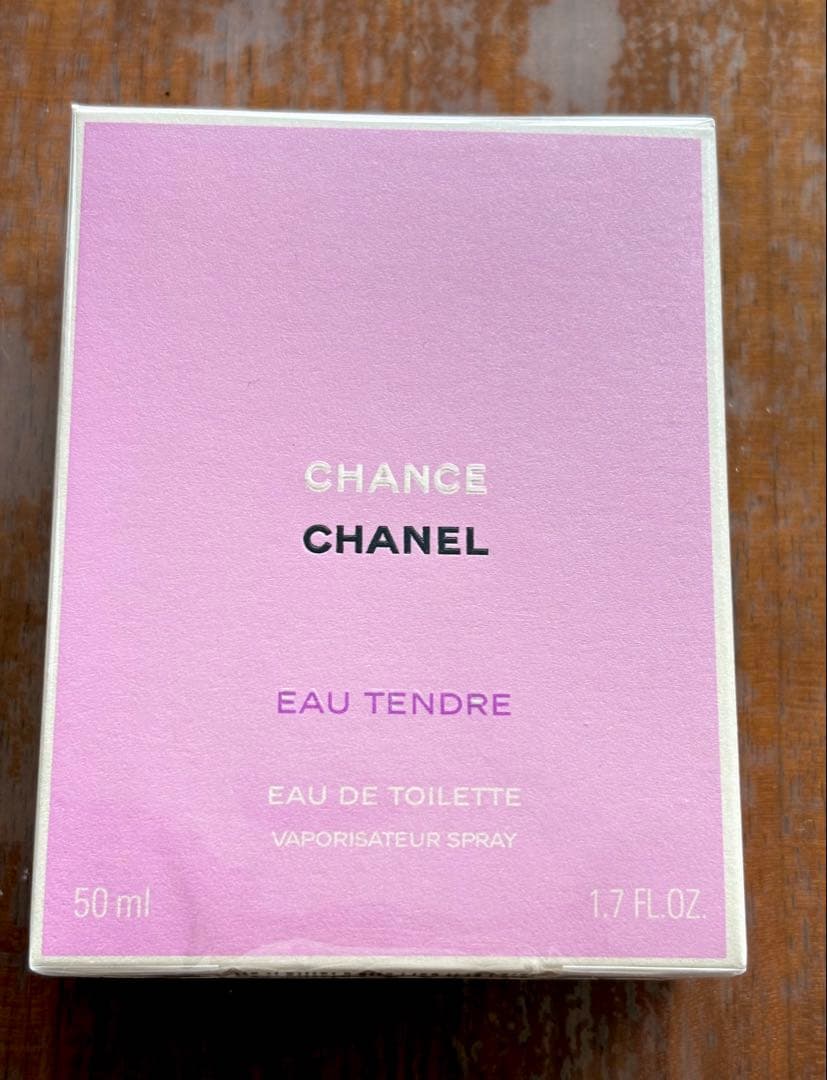 CHANCE
CHANEL
EAU TENDRE
EAU DE TOILETTE
VAPORISATEUR SPRAY
50 ml
1.7 FL.OZ.